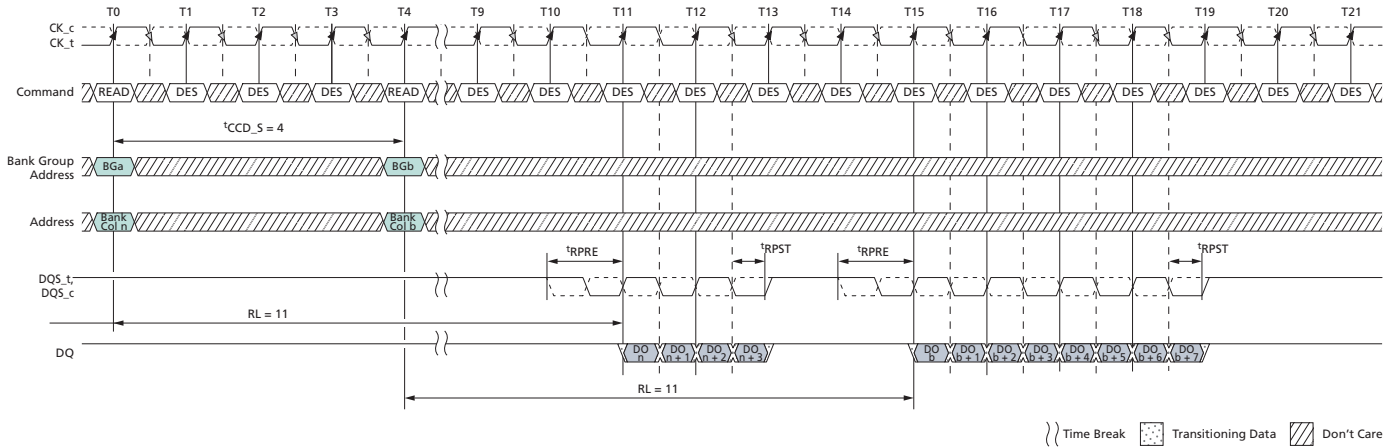 T0 T1 T2 T3 T4 T9 T10 T11 T12 T13 T14 T15 T16 T17 T18 T19 T20 T21
CK_c
CK_t
Command READ DES DES DES READ DES DES DES DES DES DES DES DES DES DES DES DES DES
tCCD_S = 4
Bank Group
Address
BGa BGb
Address
Bank
Col n
Bank
Col b
tRPRE tRPST tRPRE tRPST
DQS_t,
DQS_c
RL = 11
DQ
DO
n
DO
n + 1
DO
n + 2
DO
n + 3
DO
b
DO
b + 1
DO
b + 2
DO
b + 3
DO
b + 4
DO
b + 5
DO
b + 6
DO
b + 7
RL = 11
Time Break Transitioning Data Don't Care